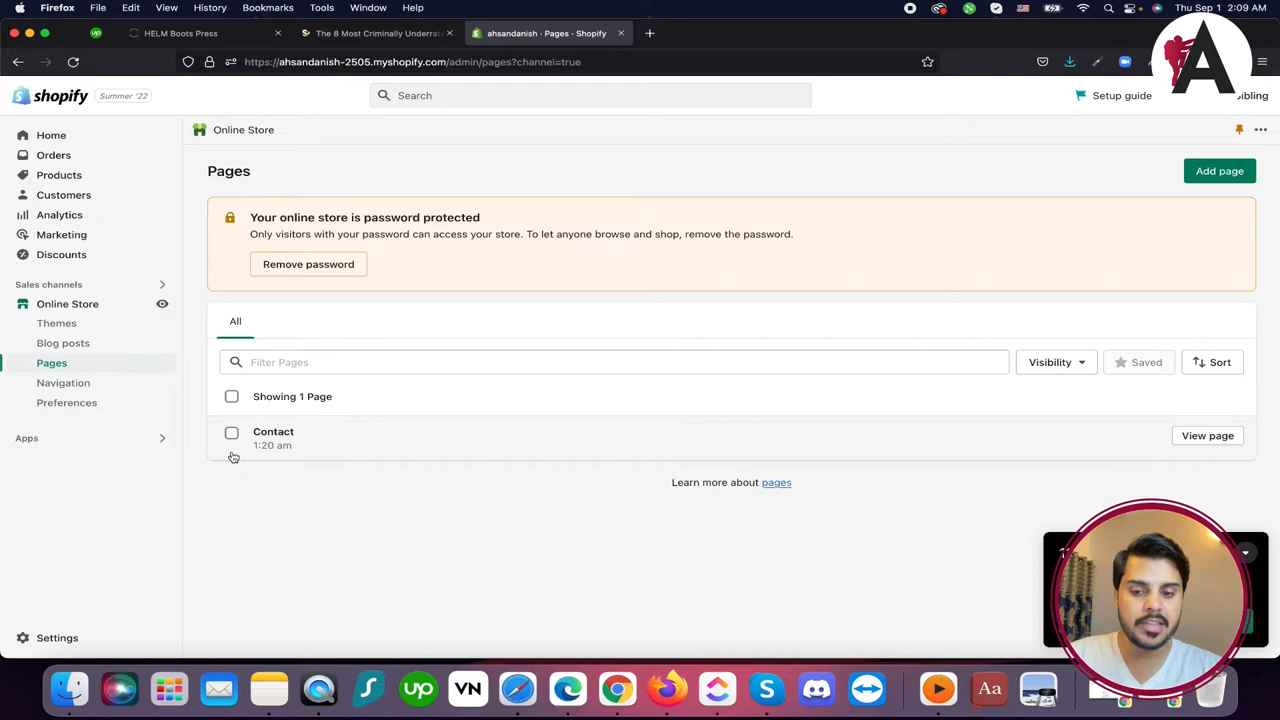 Firefox File Edit View History Bookmarks Tools Window Help Thu Sep 1 2:09 AM
HELM Boots Press The 8 Most Criminally Underrat ahsandanish · Pages · Shopify
https://ahsandanish-2505.myshopify.com/admin/pages?channel=true
shopify Summer '22 Search Setup guide ibling
Home
Orders
Products
Customers
Analytics
Marketing
Discounts
Sales channels
Online Store
Themes
Blog posts
Pages
Navigation
Preferences
Apps
Settings
Online Store
Pages Add page
Your online store is password protected
Only visitors with your password can access your store. To let anyone browse and shop, remove the password.
Remove password
All
Filter Pages Visibility Saved Sort
Showing 1 Page
Contact
1:20 am
View page
Learn more about pages
up VN Aa